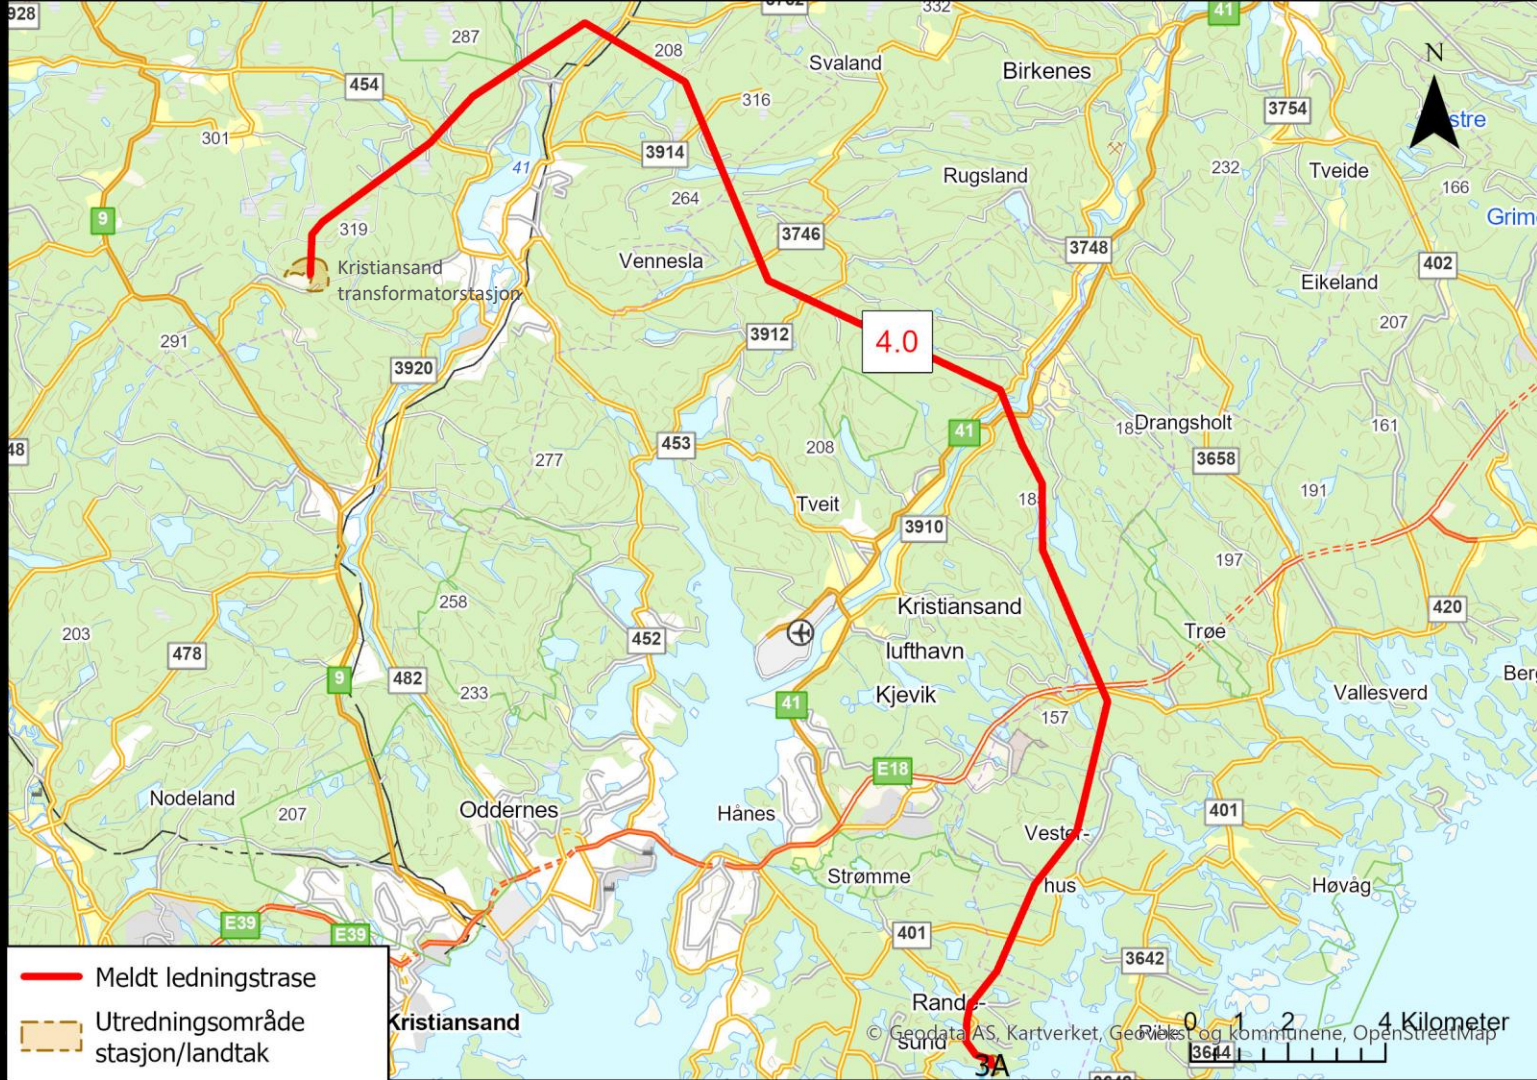 928
3762
332
41
287
208
Svaland
Birkenes
N
454
316
3754
stre
301
3914
41
232
Tveide
Rugsland
166
264
9
319
3746
Grim
3748
Vennesla
402
Kristiansand
transformatorstasjon
Eikeland
207
3912
291
4.0
3920
Drangsholt
161
41
453
208
48
277
3658
191
Tveit
18
3910
197
258
Kristiansand
lufthavn
Kjevik
420
203
452
Trøe
478
9
482
233
Berg
Vallesverd
41
157
E18
Nodeland
207
Oddernes
Hånes
401
Vester-
hus
Strømme
Høvåg
E39
E39
401
3642
Meldt ledningstrase
Utredningsområde
stasjon/landtak
Kristiansand
Rande-
sund
© Geodata AS, Kartverket, Geovekst og kommunene, OpenStreetMap
0 1 2 4 Kilometer
3644
3A